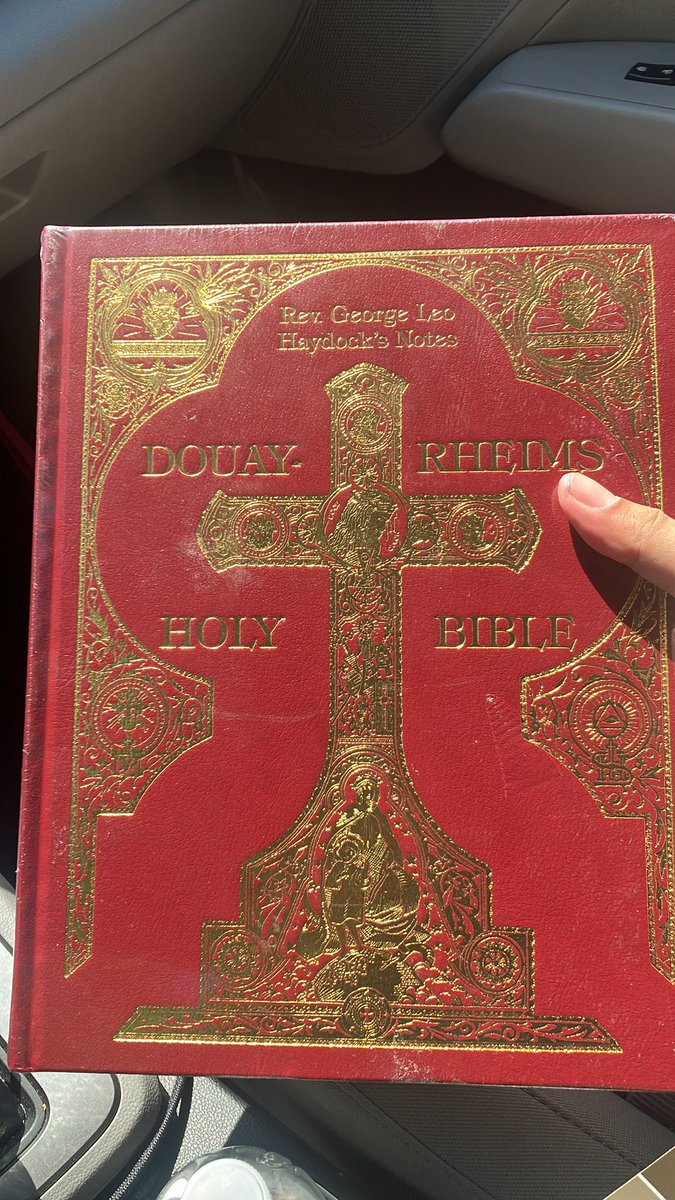 Rev. George Leo
Haydock's Notes
DOUAY- RHEIMS
HOLY BIBLE